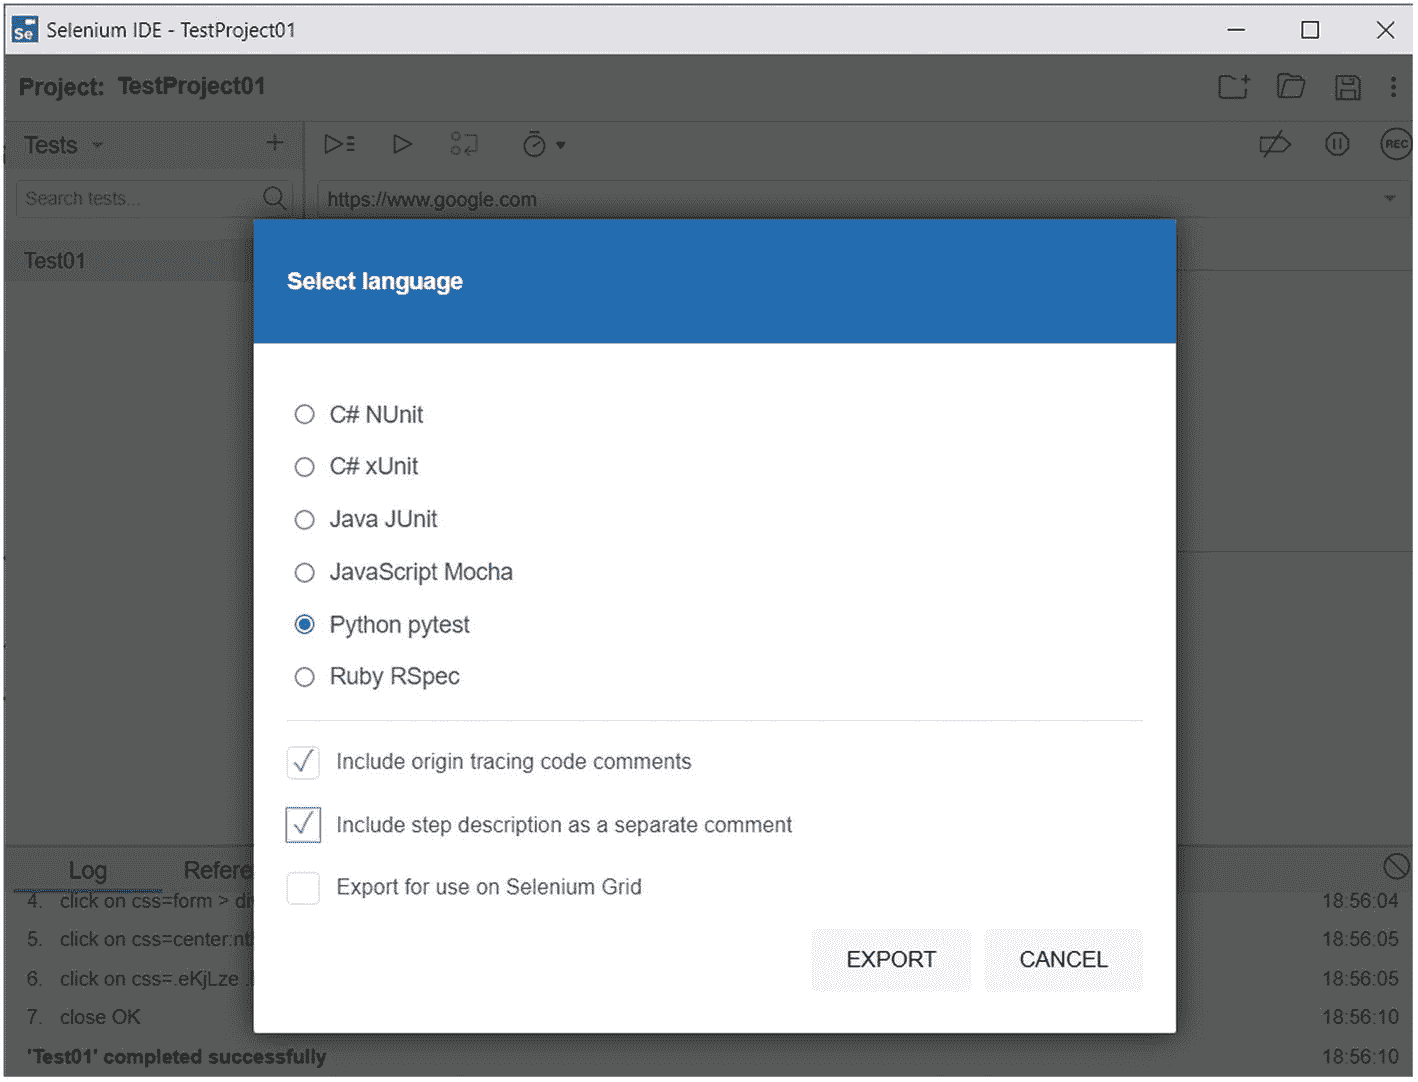 Se Selenium IDE - TestProject01
Project: TestProject01
Tests
REC
Search tests...
https://www.google.com
Test01
Select language
C# NUnit
C# xUnit
Java JUnit
JavaScript Mocha
Python pytest
Ruby RSpec
Include origin tracing code comments
Include step description as a separate comment
Export for use on Selenium Grid
EXPORT CANCEL
Log Refere
4. click on css=form > di 18:56:04
5. click on css=center:nt 18:56:05
6. click on css=.eKjLze . 18:56:05
7. close OK 18:56:10
'Test01' completed successfully 18:56:10